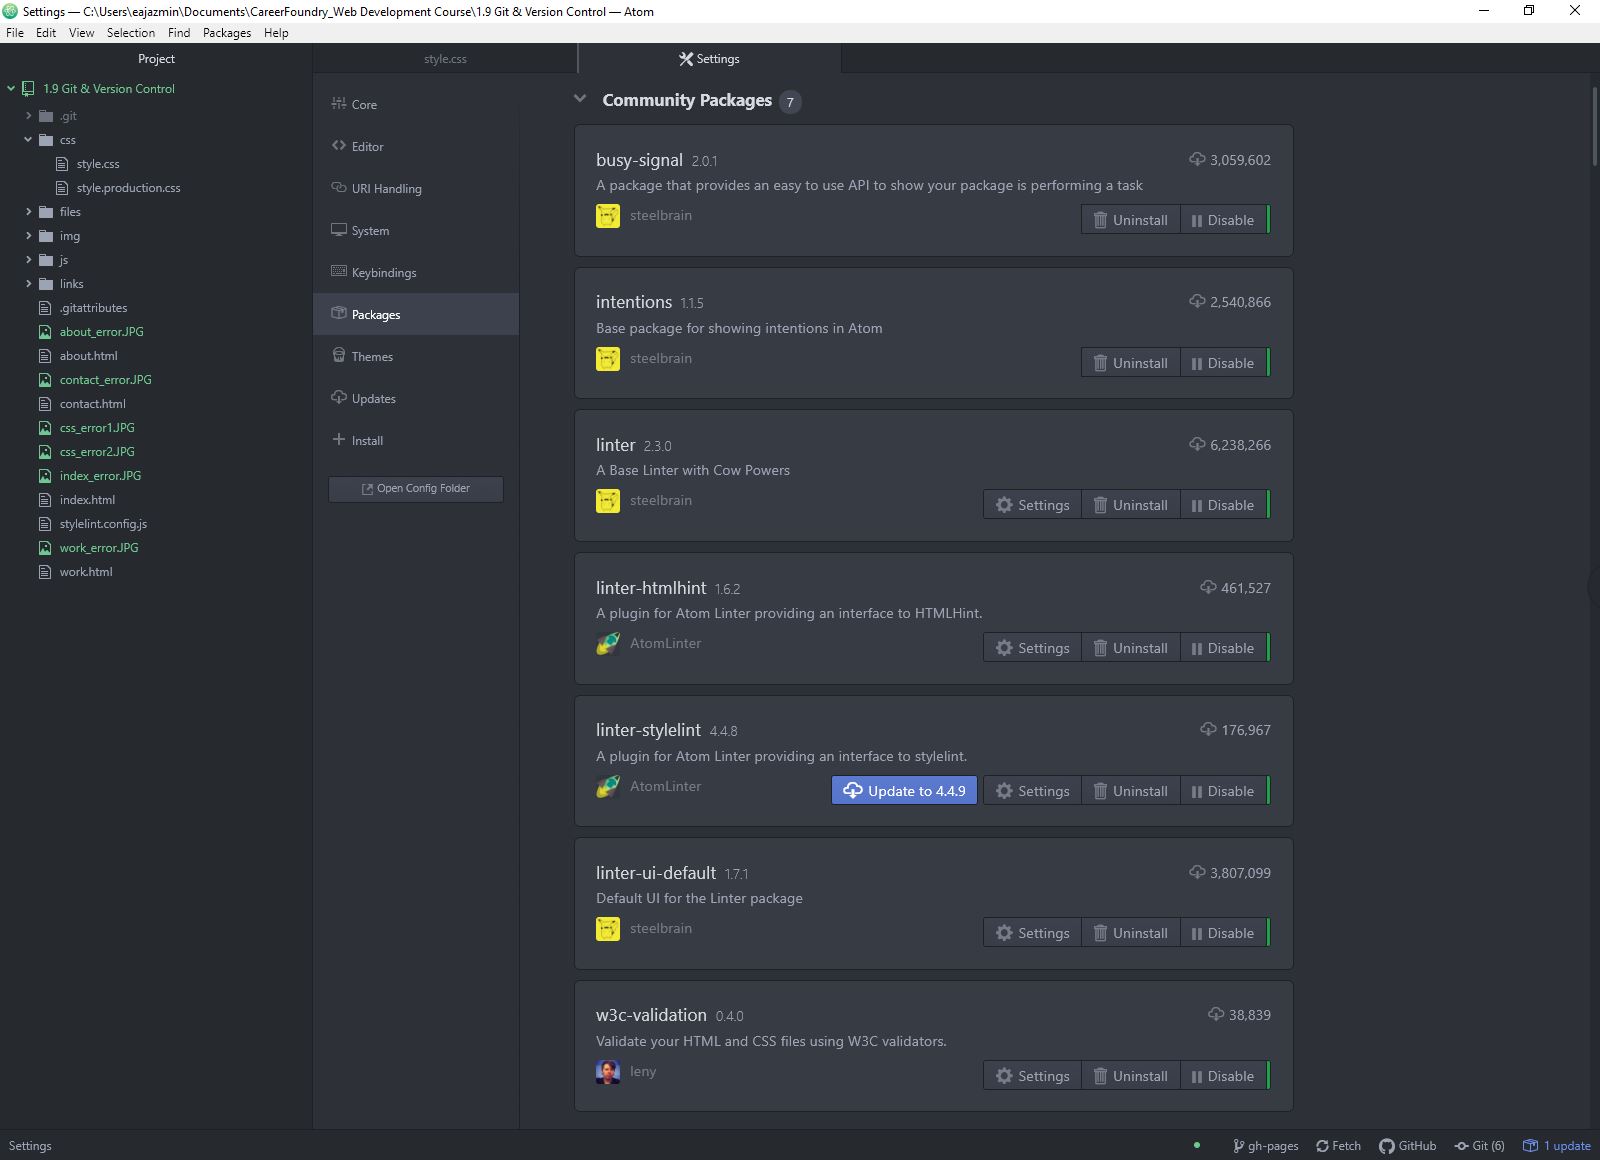 Settings — C:\Users\eajazmin\Documents\CareerFoundry_Web Development Course\1.9 Git & Version Control — Atom
File Edit View Selection Find Packages Help
Project
style.css
Settings
1.9 Git & Version Control
.git
css
style.css
style.production.css
files
img
js
links
.gitattributes
about_error.JPG
about.html
contact_error.JPG
contact.html
css_error1.JPG
css_error2.JPG
index_error.JPG
index.html
stylelint.config.js
work_error.JPG
work.html
Core
Editor
URI Handling
System
Keybindings
Packages
Themes
Updates
Install
Open Config Folder
Community Packages 7
busy-signal 2.0.1 3,059,602
A package that provides an easy to use API to show your package is performing a task
steelbrain Uninstall Disable
intentions 1.1.5 2,540,866
Base package for showing intentions in Atom
steelbrain Uninstall Disable
linter 2.3.0 6,238,266
A Base Linter with Cow Powers
steelbrain Settings Uninstall Disable
linter-htmlhint 1.6.2 461,527
A plugin for Atom Linter providing an interface to HTMLHint.
AtomLinter Settings Uninstall Disable
linter-stylelint 4.4.8 176,967
A plugin for Atom Linter providing an interface to stylelint.
AtomLinter Update to 4.4.9 Settings Uninstall Disable
linter-ui-default 1.7.1 3,807,099
Default UI for the Linter package
steelbrain Settings Uninstall Disable
w3c-validation 0.4.0 38,839
Validate your HTML and CSS files using W3C validators.
leny Settings Uninstall Disable
Settings gh-pages Fetch GitHub Git (6) 1 update